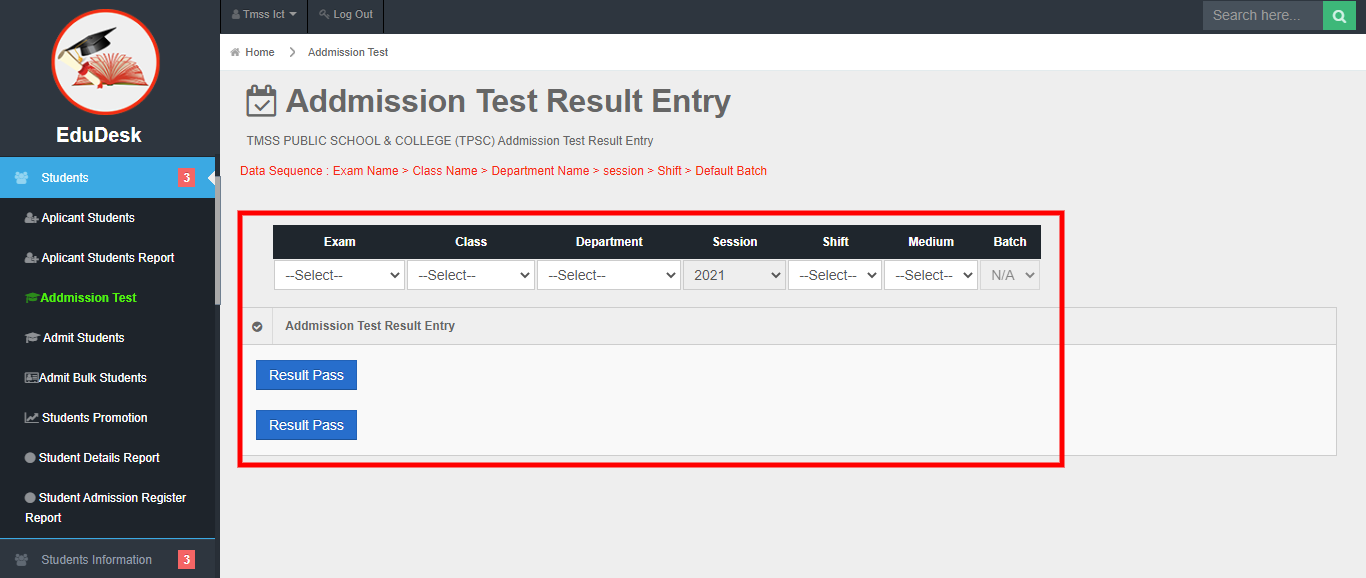 Tmss Ict
Log Out
Search here...
EduDesk
Home
Addmission Test
Addmission Test Result Entry
TMSS PUBLIC SCHOOL & COLLEGE (TPSC) Addmission Test Result Entry
Data Sequence : Exam Name > Class Name > Department Name > session > Shift > Default Batch
Students 3
Aplicant Students
Aplicant Students Report
Addmission Test
Admit Students
Admit Bulk Students
Students Promotion
Student Details Report
Student Admission Register
Report
Students Information 3
Exam Class Department Session Shift Medium Batch
--Select-- --Select-- --Select-- 2021 --Select-- --Select-- N/A
Addmission Test Result Entry
Result Pass
Result Pass